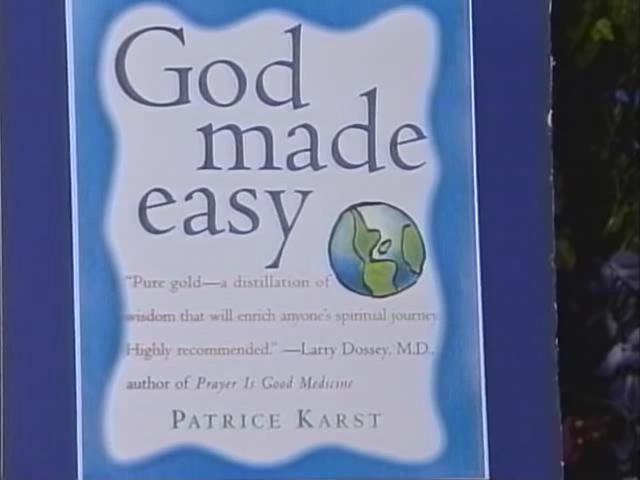 God
made
easy
"Pure gold—a distillation of
wisdom that will enrich anyone's spiritual journey.
Highly recommended." —Larry Dossey, M.D.,
author of Prayer Is Good Medicine
PATRICE KARST